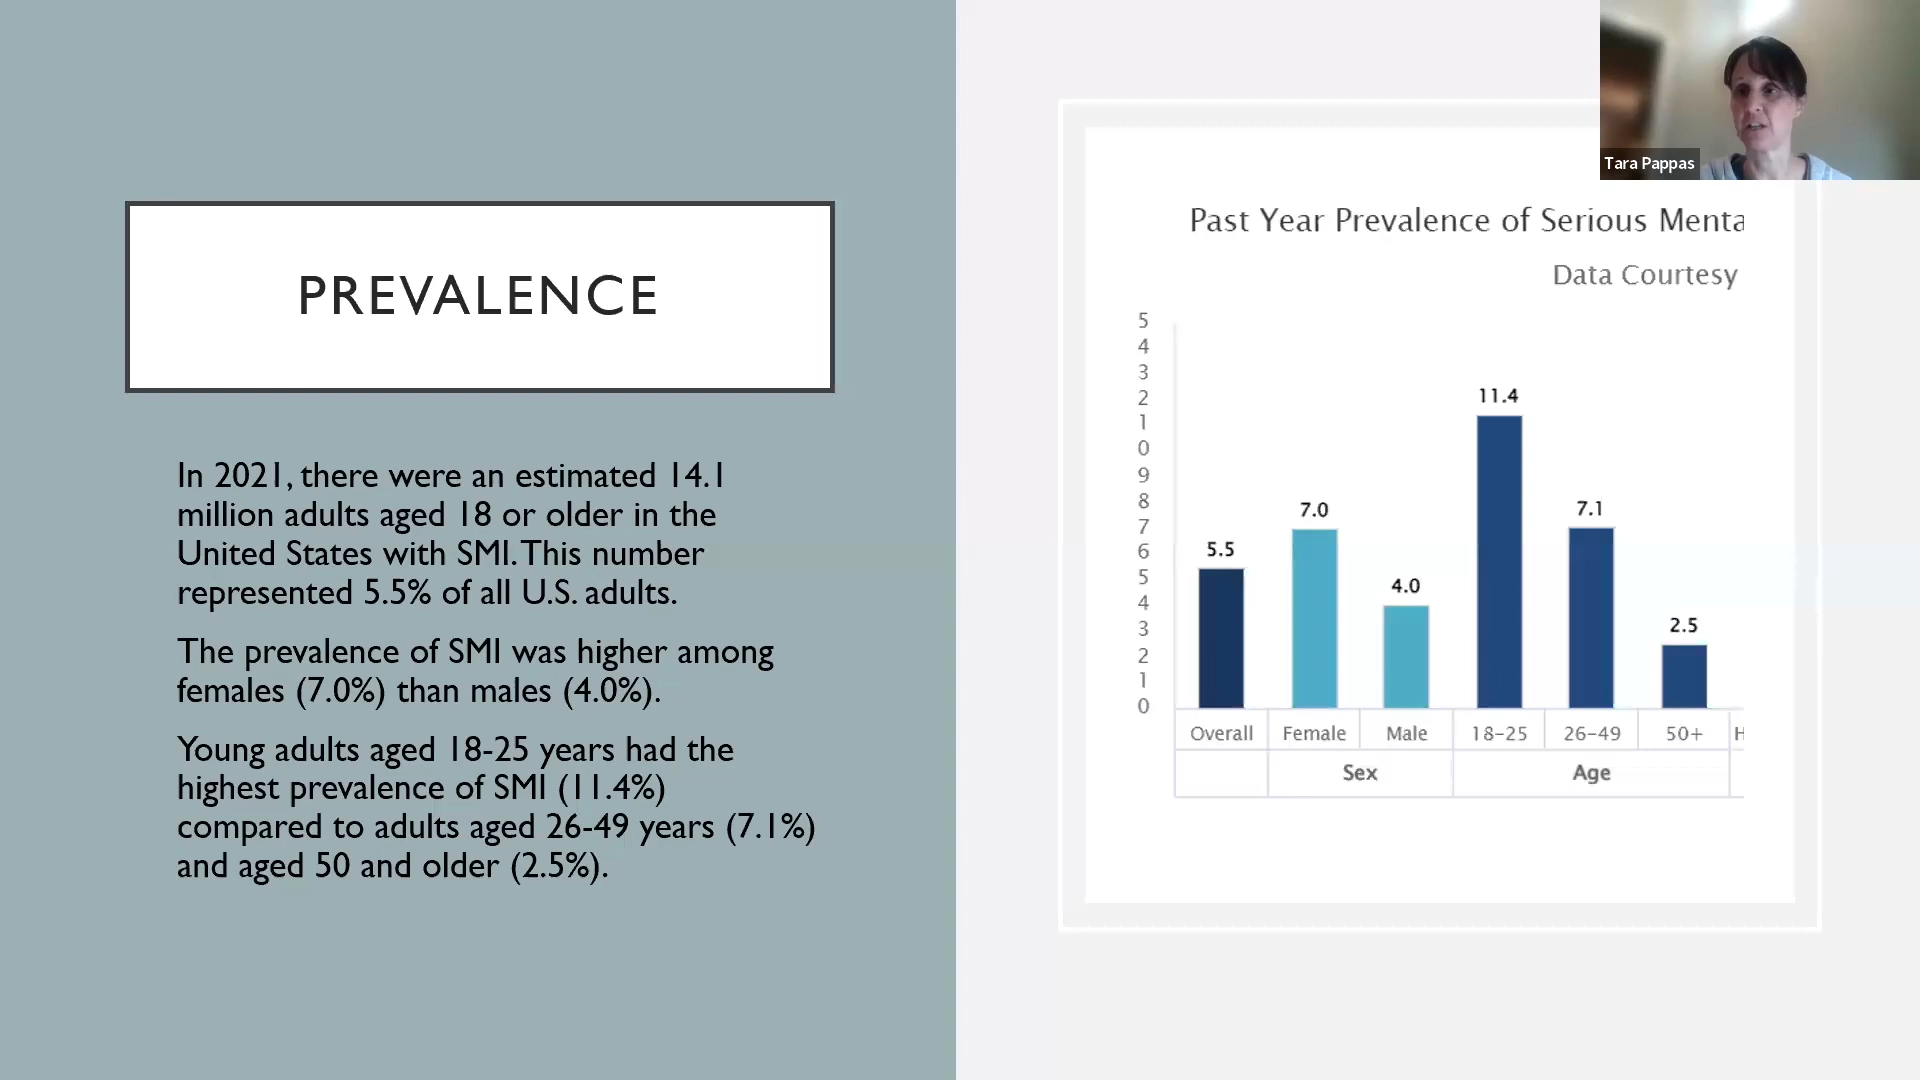 PREVALENCE
In 2021, there were an estimated 14.1
million adults aged 18 or older in the
United States with SMI. This number
represented 5.5% of all U.S. adults.
The prevalence of SMI was higher among
females (7.0%) than males (4.0%).
Young adults aged 18-25 years had the
highest prevalence of SMI (11.4%)
compared to adults aged 26-49 years (7.1%)
and aged 50 and older (2.5%).
Tara Pappas
Past Year Prevalence of Serious Menta
Data Courtesy
5
4
3
2
1
0
9
8
7
6
5
4
3
2
1
0
5.5
7.0
4.0
11.4
7.1
2.5
Overall Female Male 18-25 26-49 50+ H
Sex Age